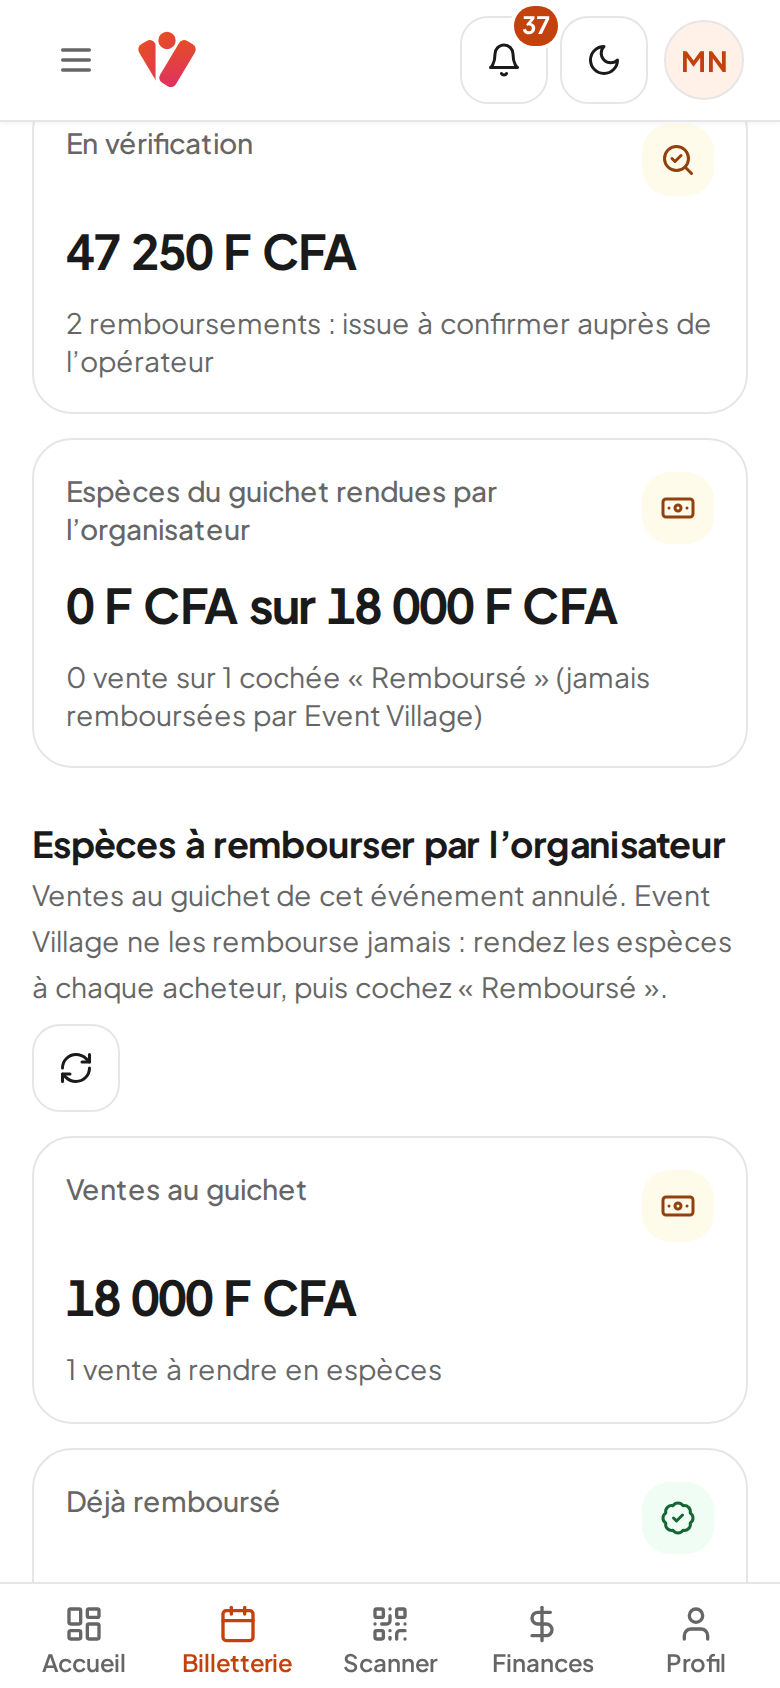 37
MN
En vérification
47 250 F CFA
2 remboursements : issue à confirmer auprès de
l’opérateur
Espèces du guichet rendues par
l’organisateur
0 F CFA sur 18 000 F CFA
0 vente sur 1 cochée « Remboursé » (jamais
remboursées par Event Village)
Espèces à rembourser par l’organisateur
Ventes au guichet de cet événement annulé. Event
Village ne les rembourse jamais : rendez les espèces
à chaque acheteur, puis cochez « Remboursé ».
Ventes au guichet
18 000 F CFA
1 vente à rendre en espèces
Déjà remboursé
Accueil
Billetterie
Scanner
Finances
Profil